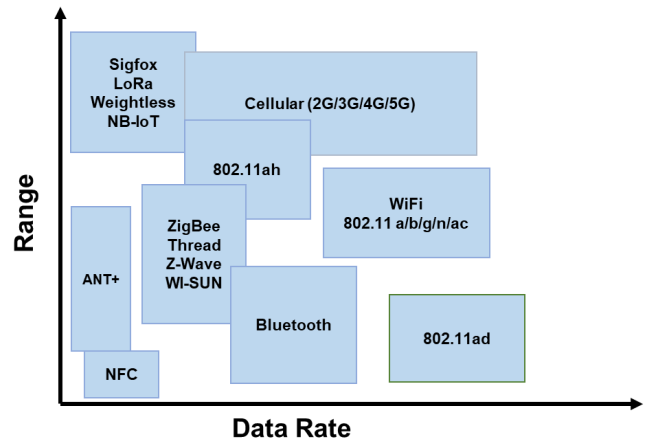 Sigfox
LoRa
Weightless
NB-IoT
Cellular (2G/3G/4G/5G)
802.11ah
WiFi
802.11 a/b/g/n/ac
ZigBee
Thread
Z-Wave
WI-SUN
ANT+
Bluetooth
802.11ad
NFC
Range
Data Rate